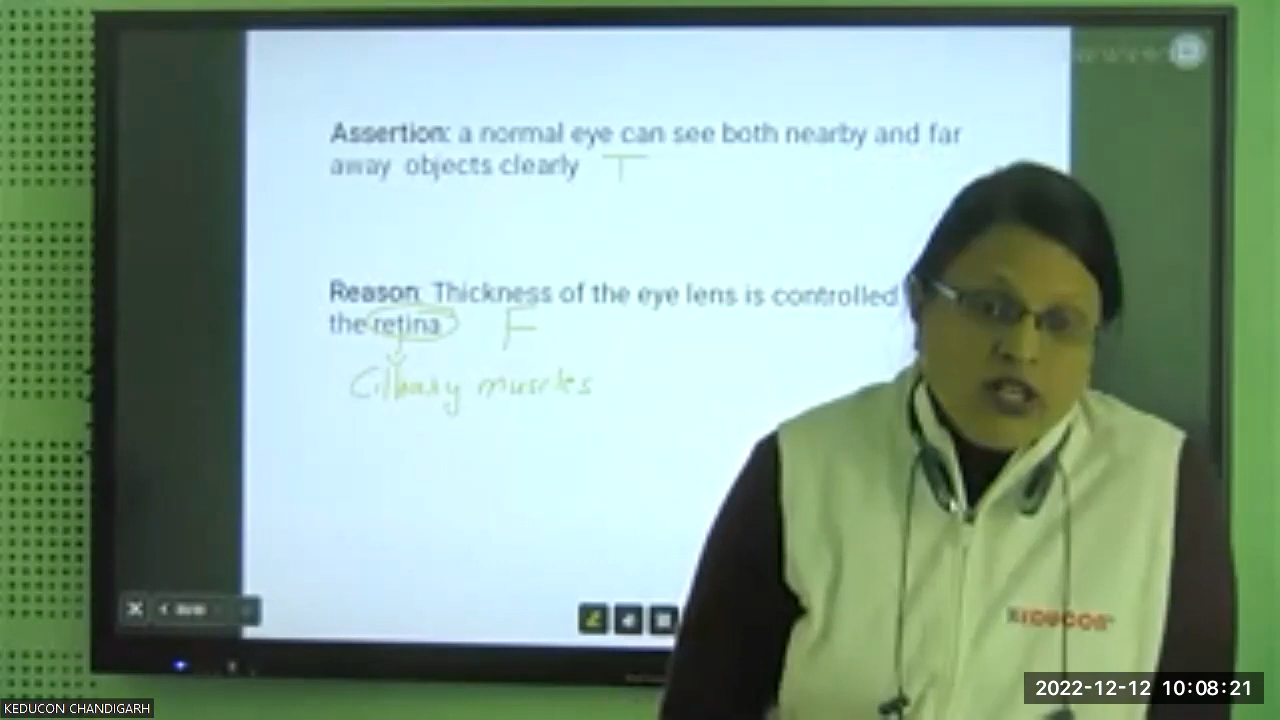 Assertion: a normal eye can see both nearby and far
away objects clearly T
Reason: Thickness of the eye lens is controlled
the retina F
Ciliary muscles
KEDUCON
KEDUCON CHANDIGARH
2022-12-12 10:08:21